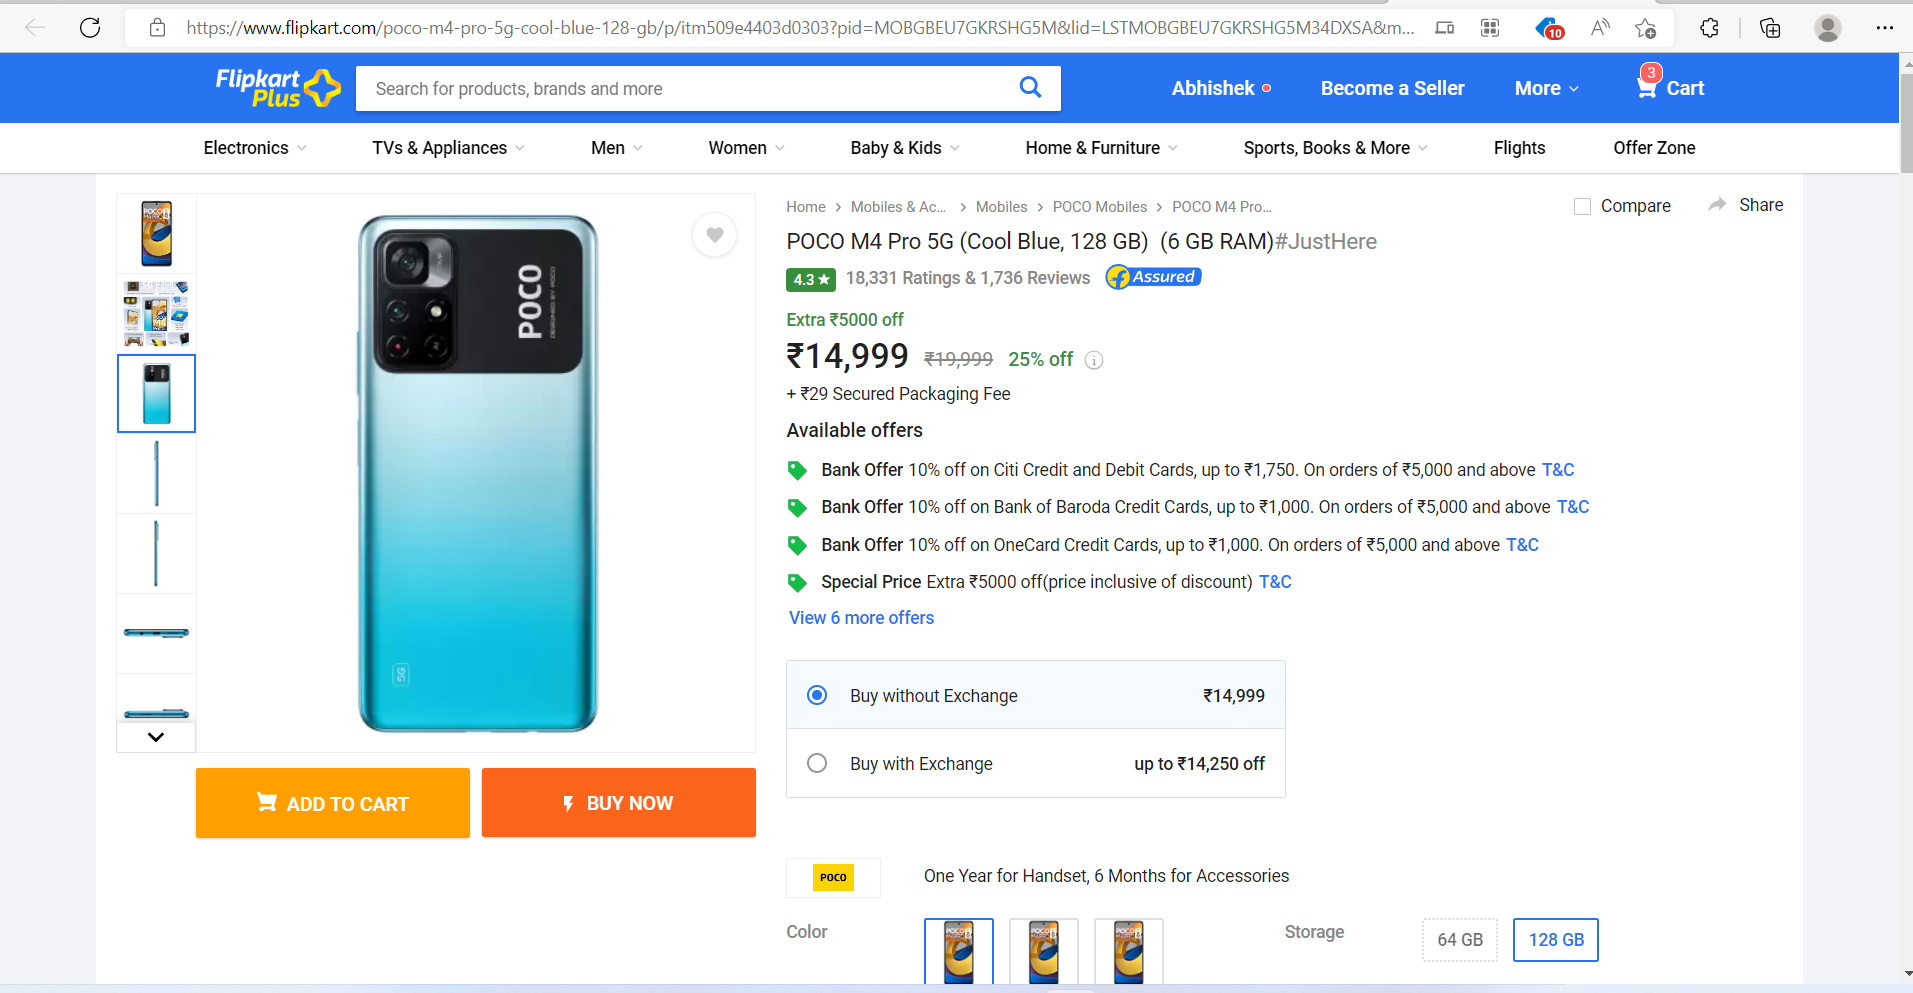 https://www.flipkart.com/poco-m4-pro-5g-cool-blue-128-gb/p/itm509e4403d0303?pid=MOBGBEU7GKRSHG5M&lid=LSTMOBGBEU7GKRSHG5M34DXSA&m...
10
Flipkart
Plus
Search for products, brands and more
Abhishek
Become a Seller
More
3
Cart
Electronics
TVs & Appliances
Men
Women
Baby & Kids
Home & Furniture
Sports, Books & More
Flights
Offer Zone
Home
Mobiles & Ac...
Mobiles
POCO Mobiles
POCO M4 Pro...
Compare
Share
POCO M4 Pro 5G (Cool Blue, 128 GB)  (6 GB RAM)#JustHere
4.3
18,331 Ratings & 1,736 Reviews
Assured
Extra ₹5000 off
₹14,999 ₹19,999 25% off
+ ₹29 Secured Packaging Fee
Available offers
Bank Offer 10% off on Citi Credit and Debit Cards, up to ₹1,750. On orders of ₹5,000 and above T&C
Bank Offer 10% off on Bank of Baroda Credit Cards, up to ₹1,000. On orders of ₹5,000 and above T&C
Bank Offer 10% off on OneCard Credit Cards, up to ₹1,000. On orders of ₹5,000 and above T&C
Special Price Extra ₹5000 off(price inclusive of discount) T&C
View 6 more offers
Buy without Exchange ₹14,999
Buy with Exchange up to ₹14,250 off
POCO
DESIGNED BY POCO
5G
ADD TO CART
BUY NOW
POCO
One Year for Handset, 6 Months for Accessories
Color
Storage
64 GB
128 GB